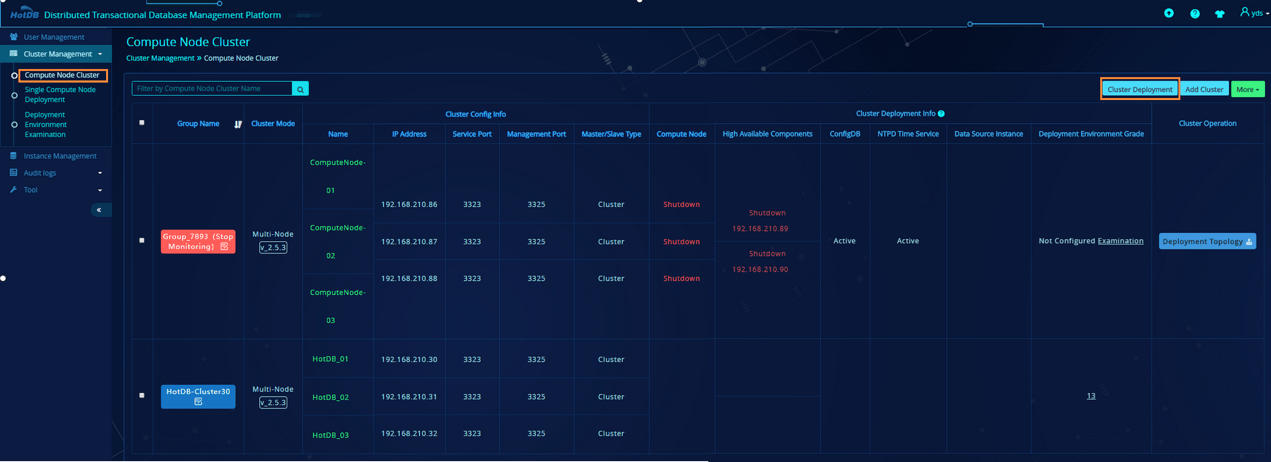 HotDB Distributed Transactional Database Management Platform
yds
User Management
Cluster Management
Compute Node Cluster
Single Compute Node
Deployment
Deployment
Environment
Examination
Instance Management
Audit logs
Tool
«
Compute Node Cluster
Cluster Management » Compute Node Cluster
Filter by Compute Node Cluster Name
Cluster Deployment
Add Cluster
More
Group Name
Cluster Mode
Cluster Config Info
Cluster Deployment Info
Cluster Operation
Name
IP Address
Service Port
Management Port
Master/Slave Type
Compute Node
High Available Components
ConfigDB
NTPD Time Service
Data Source Instance
Deployment Environment Grade
Group_7893 (Stop
Monitoring)
Multi-Node
v_2.5.3
ComputeNode-
01
192.168.210.86
3323
3325
Cluster
Shutdown
ComputeNode-
02
192.168.210.87
3323
3325
Cluster
Shutdown
ComputeNode-
03
192.168.210.88
3323
3325
Cluster
Shutdown
Shutdown
192.168.210.89
Shutdown
192.168.210.90
Active
Active
Not Configured Examination
Deployment Topology
HotDB-Cluster30
Multi-Node
v_2.5.3
HotDB_01
192.168.210.30
3323
3325
Cluster
HotDB_02
192.168.210.31
3323
3325
Cluster
HotDB_03
192.168.210.32
3323
3325
Cluster
13